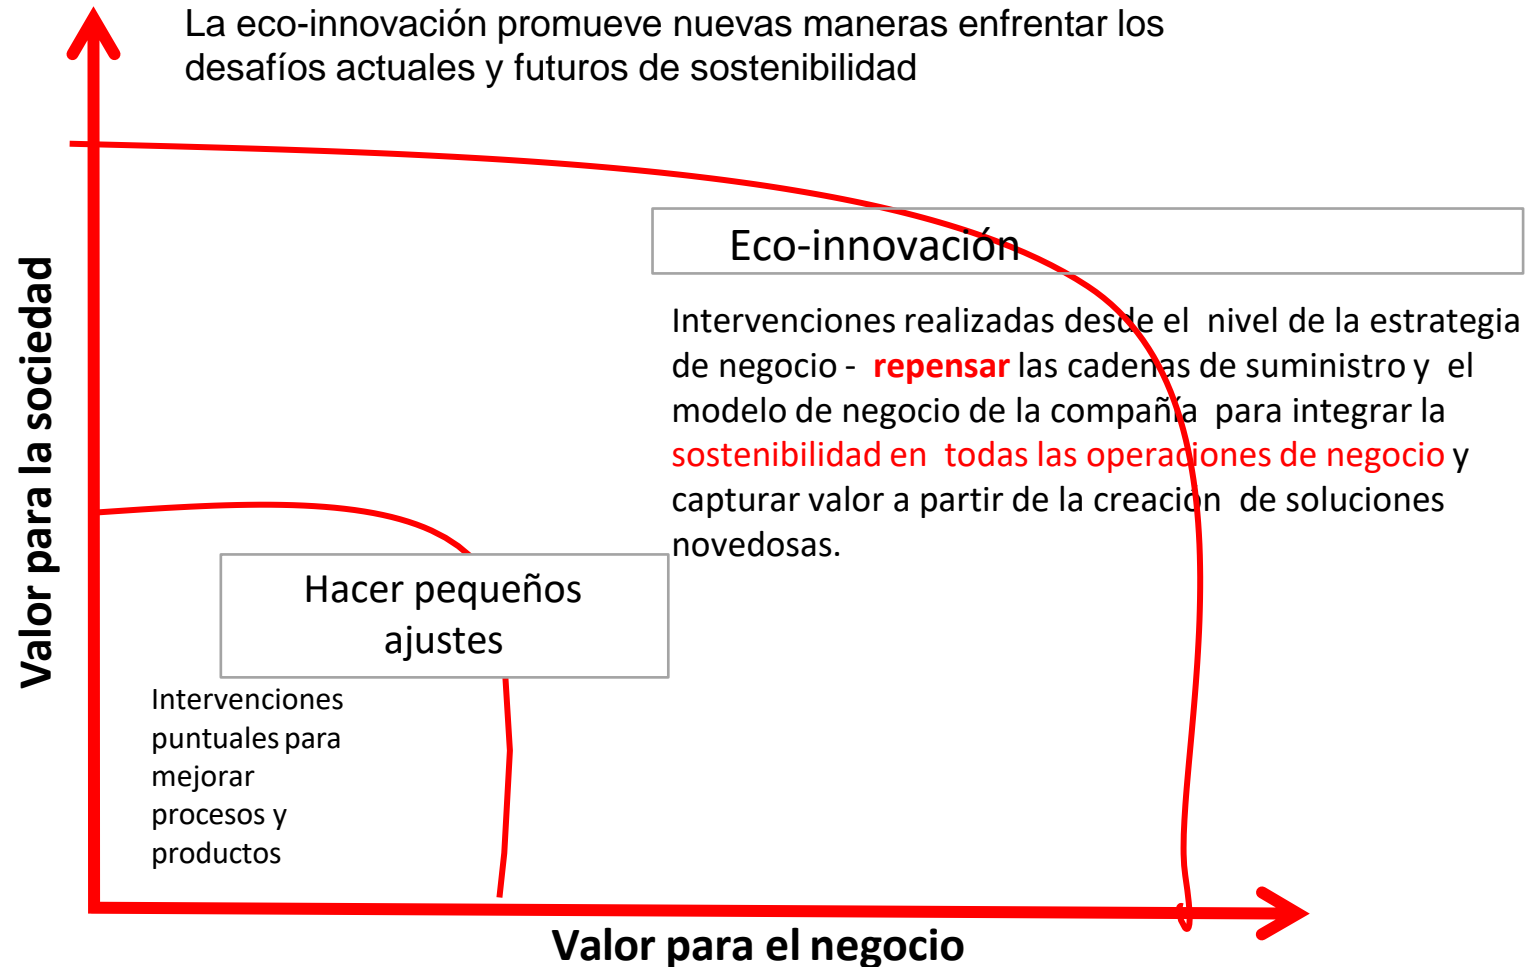 La eco-innovación promueve nuevas maneras enfrentar los
desafíos actuales y futuros de sostenibilidad
Eco-innovación
Intervenciones realizadas desde el nivel de la estrategia
de negocio - repensar las cadenas de suministro y el
modelo de negocio de la compañía para integrar la
sostenibilidad en todas las operaciones de negocio y
capturar valor a partir de la creación de soluciones
novedosas.
Valor para la sociedad
Hacer pequeños
ajustes
Intervenciones
puntuales para
mejorar
procesos y
productos
Valor para el negocio